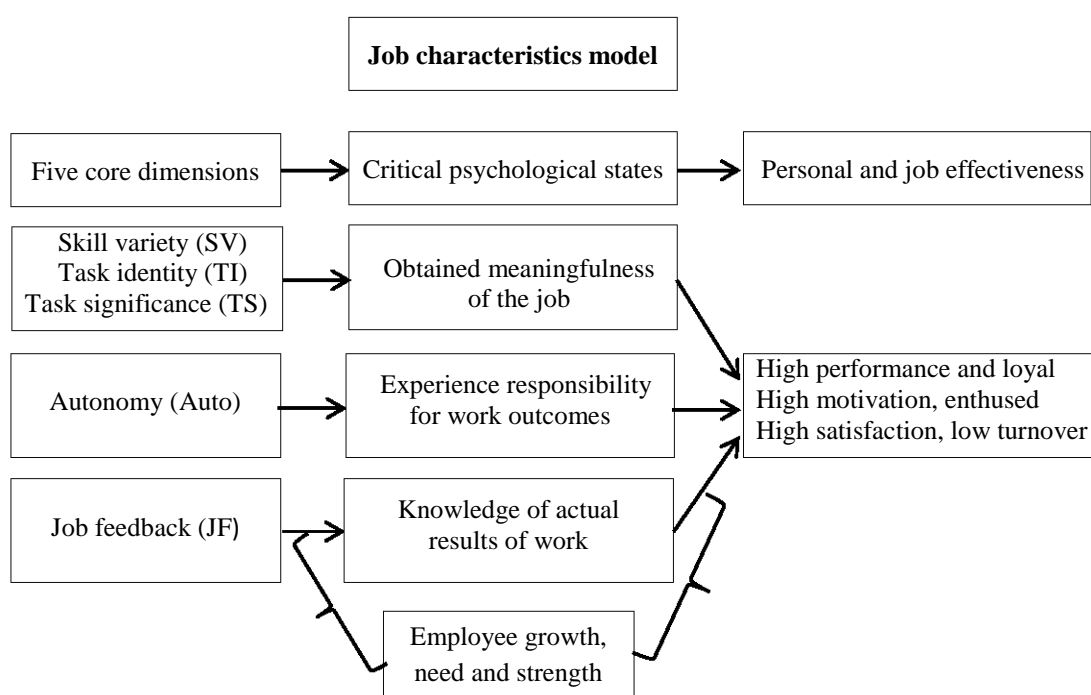 Job characteristics model
Five core dimensions
Critical psychological states
Personal and job effectiveness
Skill variety (SV)
Task identity (TI)
Task significance (TS)
Obtained meaningfulness
of the job
Autonomy (Auto)
Experience responsibility
for work outcomes
High performance and loyal
High motivation, enthused
High satisfaction, low turnover
Job feedback (JF)
Knowledge of actual
results of work
Employee growth,
need and strength